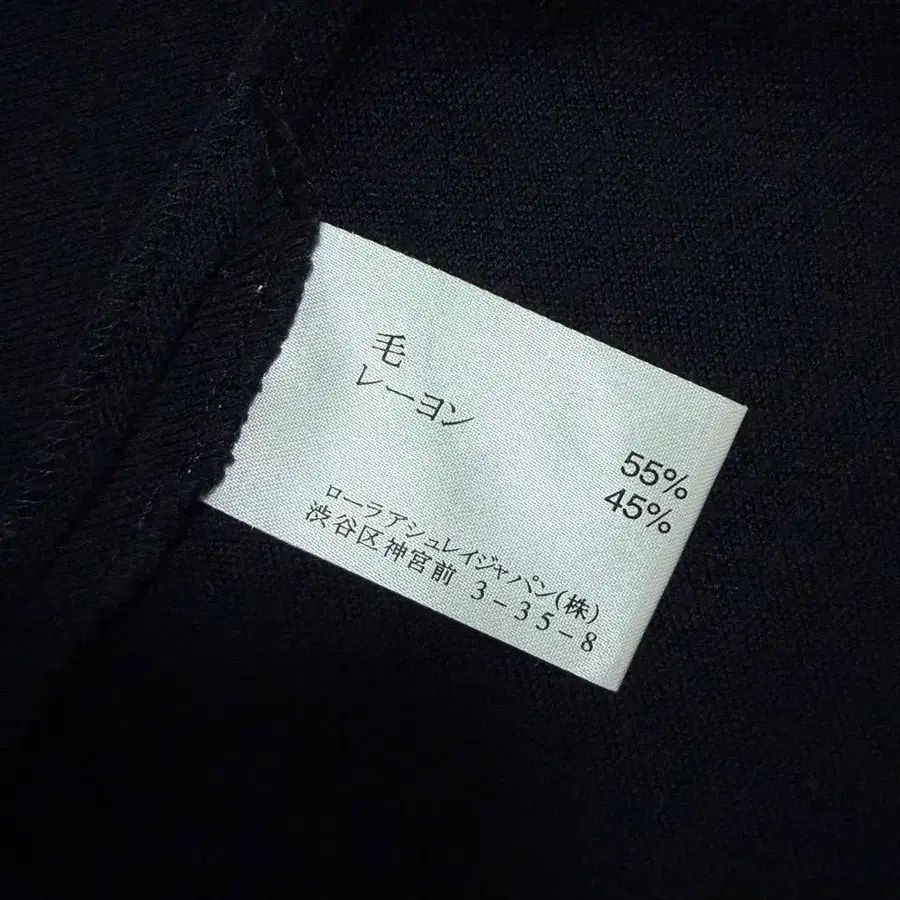 毛 55%
レーヨン 45%
ローラアシュレイジャパン(株)
渋谷区神宮前 3-35-8